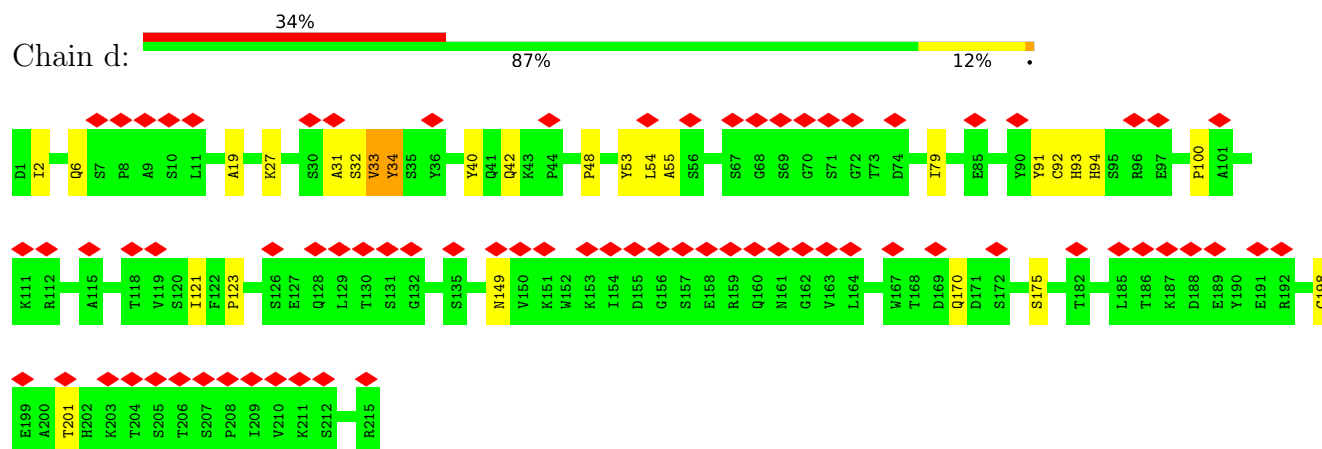 34%
Chain d:
87% 12% •
D1 I2 Q6 S7 P8 A9 S10 L11 A19 K27 S30 A31 S32 V33 Y34 S35 Y36 Y40 Q41 Q42 K43 P44 P48 Y53 L54 A55 S56 S67 G68 S69 G70 S71 G72 T73 D74 I79 E85 Y90 Y91 C92 H93 H94 S95 R96 E97 P100 A101
K111 R112 A115 T118 V119 S120 I121 F122 P123 S126 E127 Q128 L129 T130 S131 G132 S135 N149 V150 K151 W152 K153 I154 D155 G156 S157 E158 R159 Q160 N161 G162 V163 L164 W167 T168 D169 Q170 D171 S172 S175 T182 L185 T186 K187 D188 E189 Y190 E191 R192 C198
E199 A200 T201 H202 K203 T204 S205 T206 S207 P208 I209 V210 K211 S212 R215